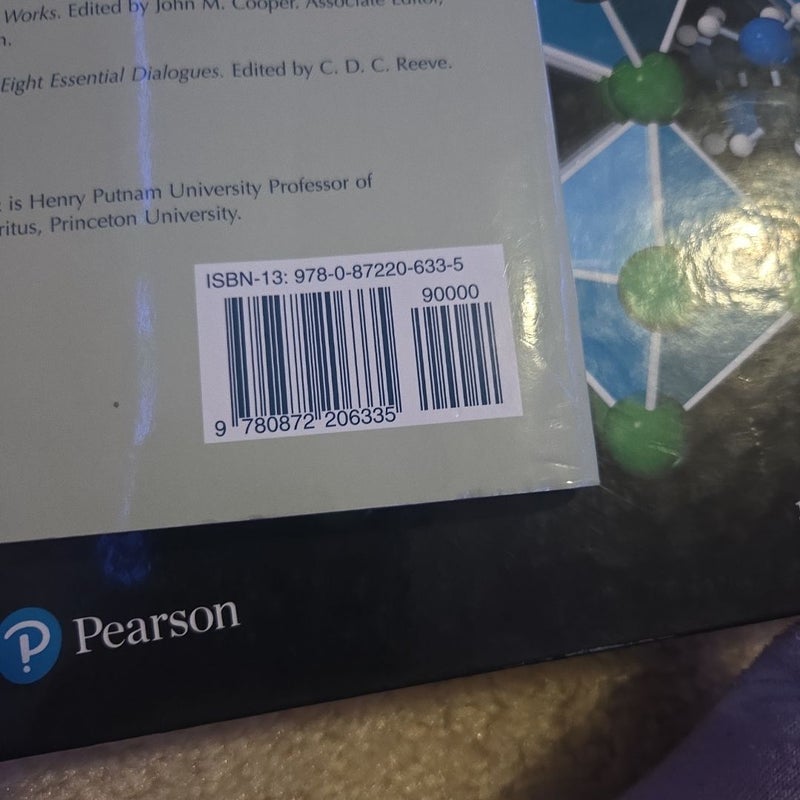 Works. Edited by John M. Cooper, Associate Editor,
n.
Eight Essential Dialogues. Edited by C. D. C. Reeve.
is Henry Putnam University Professor of
ritus, Princeton University.
ISBN-13: 978-0-87220-633-5
90000
9 780872 206335
Pearson